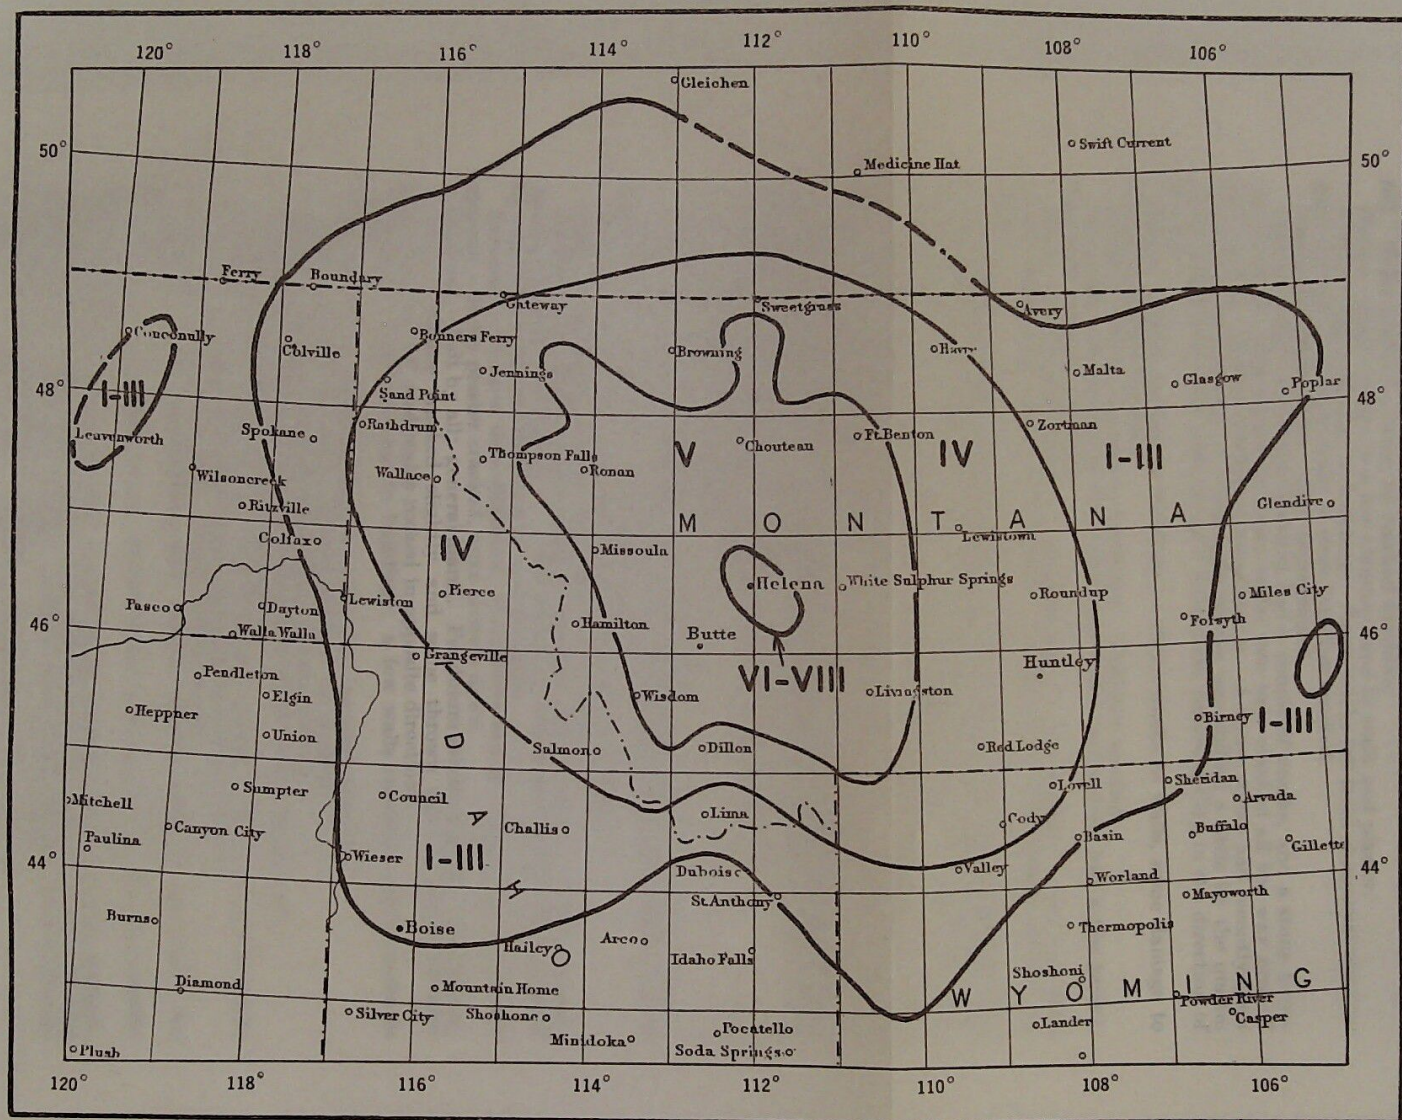 120° 118° 116° 114° 112° 110° 108° 106°
Gleichen
50° Swift Current 50°
Medicine Hat
Ferry Boundary
Gateway Sweetgrass Avery
Conconully Bonners Ferry
Colville Browning Havre
Jennings Malta Glasgow Poplar
48° I-III Sand Point 48°
Leavenworth Spokane Rathdrum Choteau Ft. Benton Zortman
Thompson Falls V IV I-III
Wilsoncreek Wallace Ronan
Ritzville Glendive
M O N T A N A
Colfax Lewistown
IV Missoula
Helena White Sulphur Springs
Pasco Dayton Lewiston Pierce Roundup Miles City
Walla Walla Hamilton Butte Forsyth
46° 46°
Grangeville Huntley
Pendleton I VI-VIII
Elgin Wisdom Livingston
Heppner Birney I-III
Union D Salmon Dillon Red Lodge
Sheridan
Mitchell Sumpter Council Lovell Arvada
A Lima
Paulina Canyon City Challis Cody Basin Buffalo
44° Wieser I-III Gillette 44°
Dubois Valley Worland
H St. Anthony Mayoworth
Burns Boise Thermopolis
Hailey Arco
O Idaho Falls Shoshoni
Diamond Mountain Home W Y O M I N G
Powder River
Silver City Shoshone Casper
Pocatello Lander
Minidoka
Plush Soda Springs
120° 118° 116° 114° 112° 110° 108° 106°